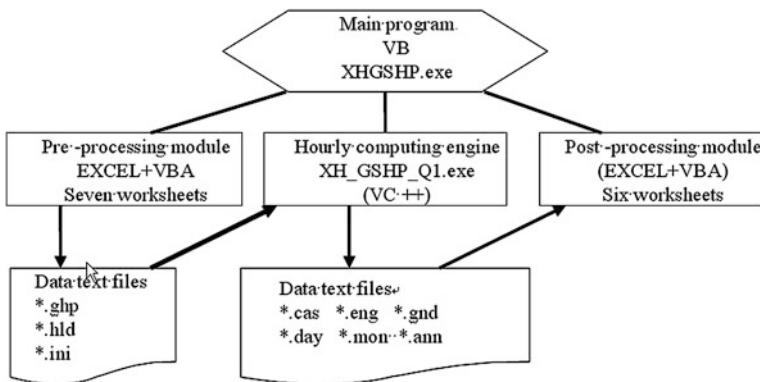 Main program
VB
XHGSHP.exe
Pre-processing module
EXCEL+VBA
Seven worksheets
Hourly computing engine
XH_GSHP_Q1.exe
(VC ++)
Post-processing module
(EXCEL+VBA)
Six worksheets
Data text files
*.ghp
*.hld
*.ini
Data text files
*.cas *.eng *.gnd
*.day *.mon *.ann